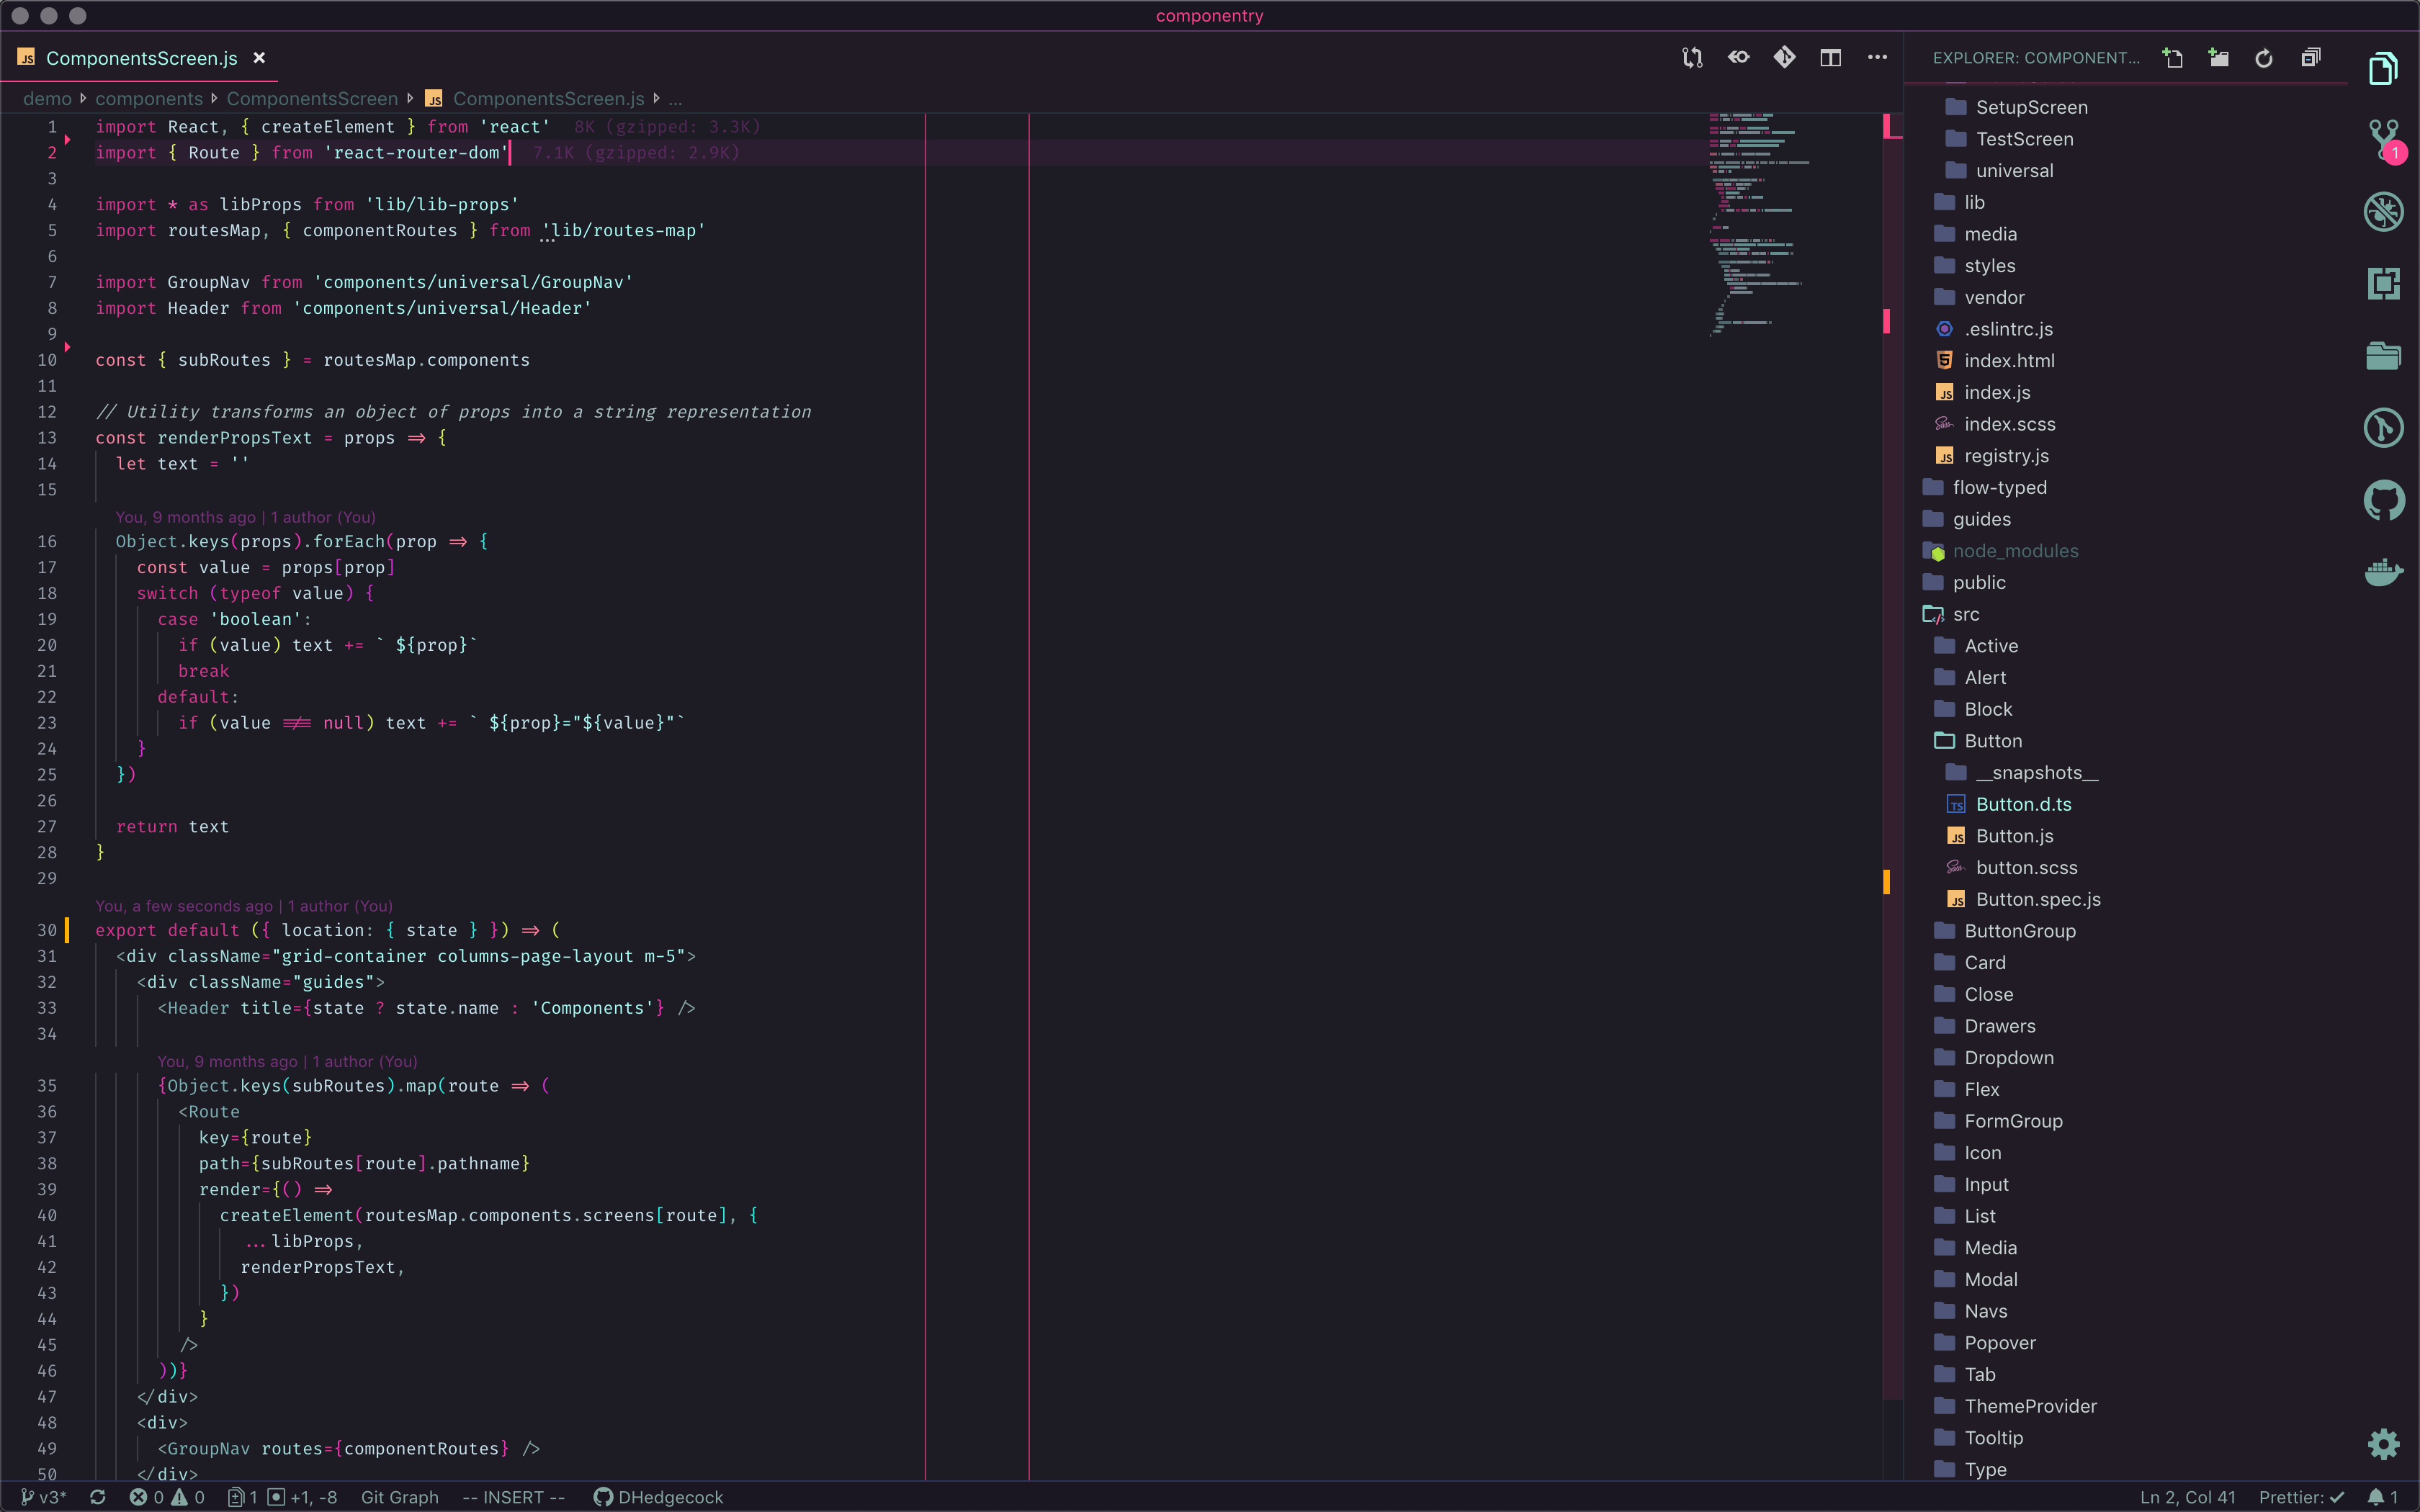 componentry
ComponentsScreen.js ×
demo components ComponentsScreen JS ComponentsScreen.js ...
1 import React, { createElement } from 'react' 8K (gzipped: 3.3K)
2 import { Route } from 'react-router-dom' 7.1K (gzipped: 2.9K)
3
4 import * as libProps from 'lib/lib-props'
5 import routesMap, { componentRoutes } from 'lib/routes-map'
6
7 import GroupNav from 'components/universal/GroupNav'
8 import Header from 'components/universal/Header'
9
10 const { subRoutes } = routesMap.components
11
12 // Utility transforms an object of props into a string representation
13 const renderPropsText = props => {
14 let text = ''
15
You, 9 months ago | 1 author (You)
16 Object.keys(props).forEach(prop => {
17 const value = props[prop]
18 switch (typeof value) {
19 case 'boolean':
20 if (value) text += ` ${prop}`
21 break
22 default:
23 if (value !== null) text += ` ${prop}="${value}"`
24 }
25 })
26
27 return text
28 }
29
You, a few seconds ago | 1 author (You)
30 export default ({ location: { state } }) => (
31 <div className="grid-container columns-page-layout m-5">
32 <div className="guides">
33 <Header title={state ? state.name : 'Components'} />
34
You, 9 months ago | 1 author (You)
35 {Object.keys(subRoutes).map(route => (
36 <Route
37 key={route}
38 path={subRoutes[route].pathname}
39 render={() =>
40 createElement(routesMap.components.screens[route], {
41 ...libProps,
42 renderPropsText,
43 })
44 }
45 />
46 ))}
47 </div>
48 <div>
49 <GroupNav routes={componentRoutes} />
50 </div>
EXPLORER: COMPONENT...
SetupScreen
TestScreen
universal
lib
media
styles
vendor
.eslintrc.js
index.html
JS index.js
index.scss
JS registry.js
flow-typed
guides
node_modules
public
src
Active
Alert
Block
Button
__snapshots__
TS Button.d.ts
JS Button.js
button.scss
JS Button.spec.js
ButtonGroup
Card
Close
Drawers
Dropdown
Flex
FormGroup
Icon
Input
List
Media
Modal
Navs
Popover
Tab
ThemeProvider
Tooltip
Type
1
v3* 0 0 1 +1, -8 Git Graph -- INSERT -- DHedgecock Ln 2, Col 41 Prettier: ✓ 1